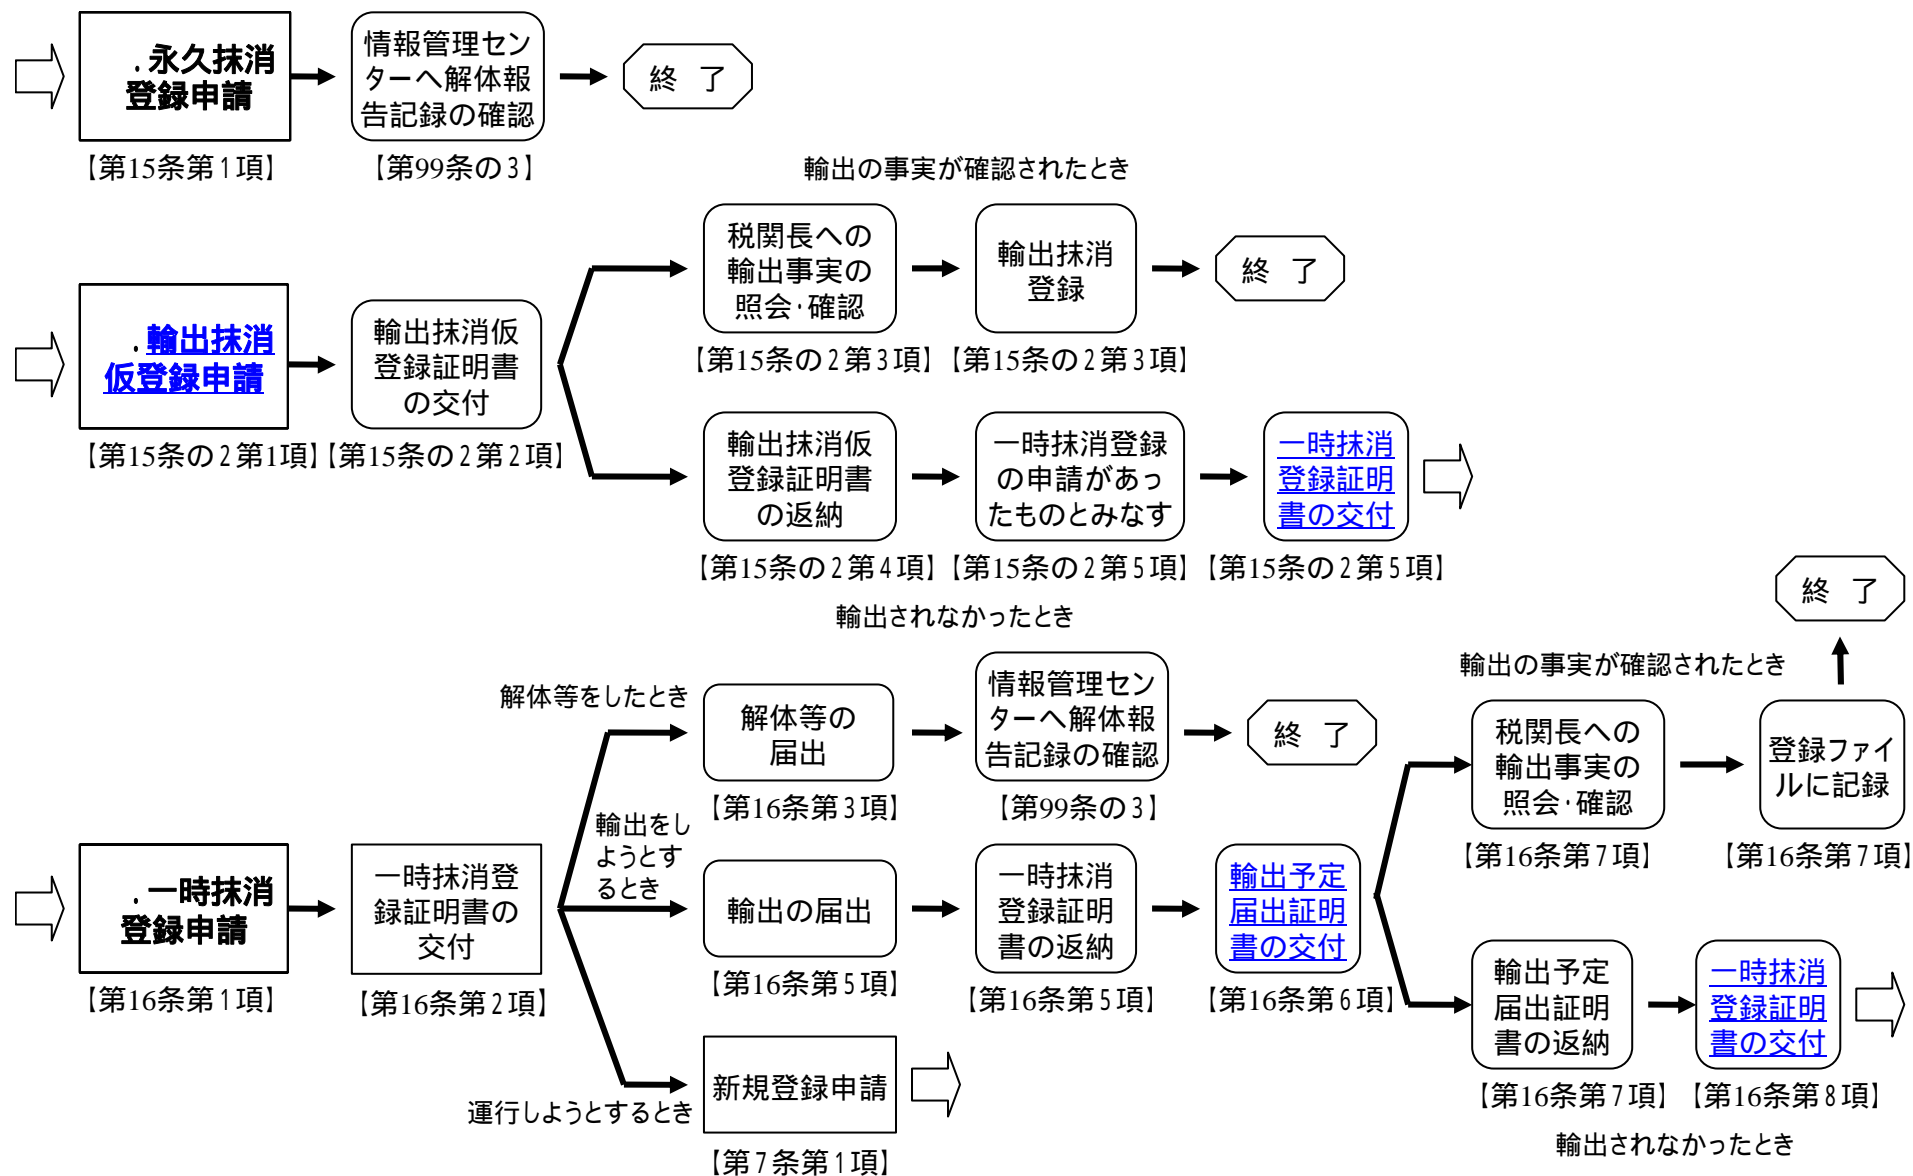 ．永久抹消
登録申請
【第15条第１項】
情報管理セン
ターへ解体報
告記録の確認
【第99条の３】
終　了
．輸出抹消
仮登録申請
【第15条の２第1項】
輸出抹消仮
登録証明書
の交付
【第15条の２第２項】
輸出の事実が確認されたとき
税関長への
輸出事実の
照会・確認
【第15条の２第３項】
輸出抹消
登録
【第15条の２第３項】
終　了
輸出抹消仮
登録証明書
の返納
【第15条の２第４項】
一時抹消登録
の申請があっ
たものとみなす
【第15条の２第５項】
一時抹消
登録証明
書の交付
【第15条の２第５項】
輸出されなかったとき
．一時抹消
登録申請
【第16条第１項】
一時抹消登
録証明書の
交付
【第16条第２項】
解体等をしたとき
解体等の
届出
【第16条第３項】
情報管理セン
ターへ解体報
告記録の確認
【第99条の３】
終　了
輸出をし
ようとす
るとき
輸出の届出
【第16条第５項】
一時抹消
登録証明
書の返納
【第16条第５項】
輸出予定
届出証明
書の交付
【第16条第６項】
輸出の事実が確認されたとき
税関長への
輸出事実の
照会・確認
【第16条第７項】
登録ファイ
ルに記録
【第16条第７項】
終　了
輸出予定
届出証明
書の返納
【第16条第７項】
一時抹消
登録証明
書の交付
【第16条第８項】
輸出されなかったとき
運行しようとするとき
新規登録申請
【第７条第１項】